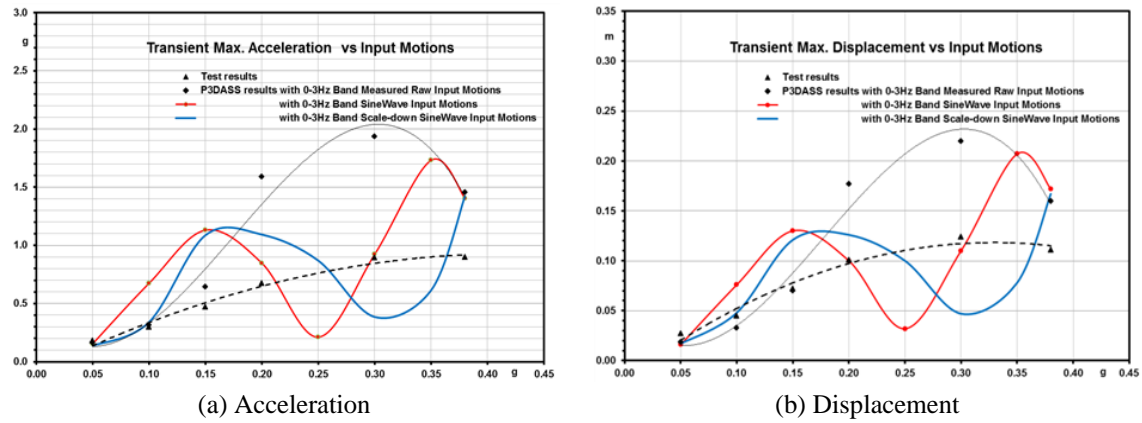 3.0
g
2.5
2.0
1.5
1.0
0.5
0.0
Transient Max. Acceleration vs Input Motions
Test results
P3DASS results with 0-3Hz Band Measured Raw Input Motions
with 0-3Hz Band SineWave Input Motions
with 0-3Hz Band Scale-down SineWave Input Motions
0.00 0.05 0.10 0.15 0.20 0.25 0.30 0.35 0.40 g 0.45
(a) Acceleration
0.35
m
0.30
0.25
0.20
0.15
0.10
0.05
0.00
Transient Max. Displacement vs Input Motions
Test results
P3DASS results with 0-3Hz Band Measured Raw Input Motions
with 0-3Hz Band SineWave Input Motions
with 0-3Hz Band Scale-down SineWave Input Motions
0.00 0.05 0.10 0.15 0.20 0.25 0.30 0.35 0.40 g 0.45
(b) Displacement